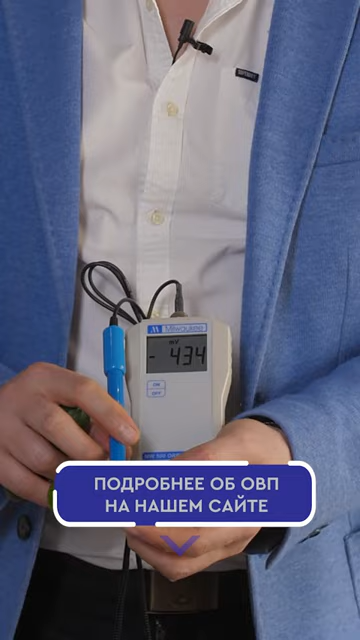 Milwaukee
mV
- 434
ON
OFF
ПОДРОБНЕЕ ОБ ОВП
НА НАШЕМ САЙТЕ